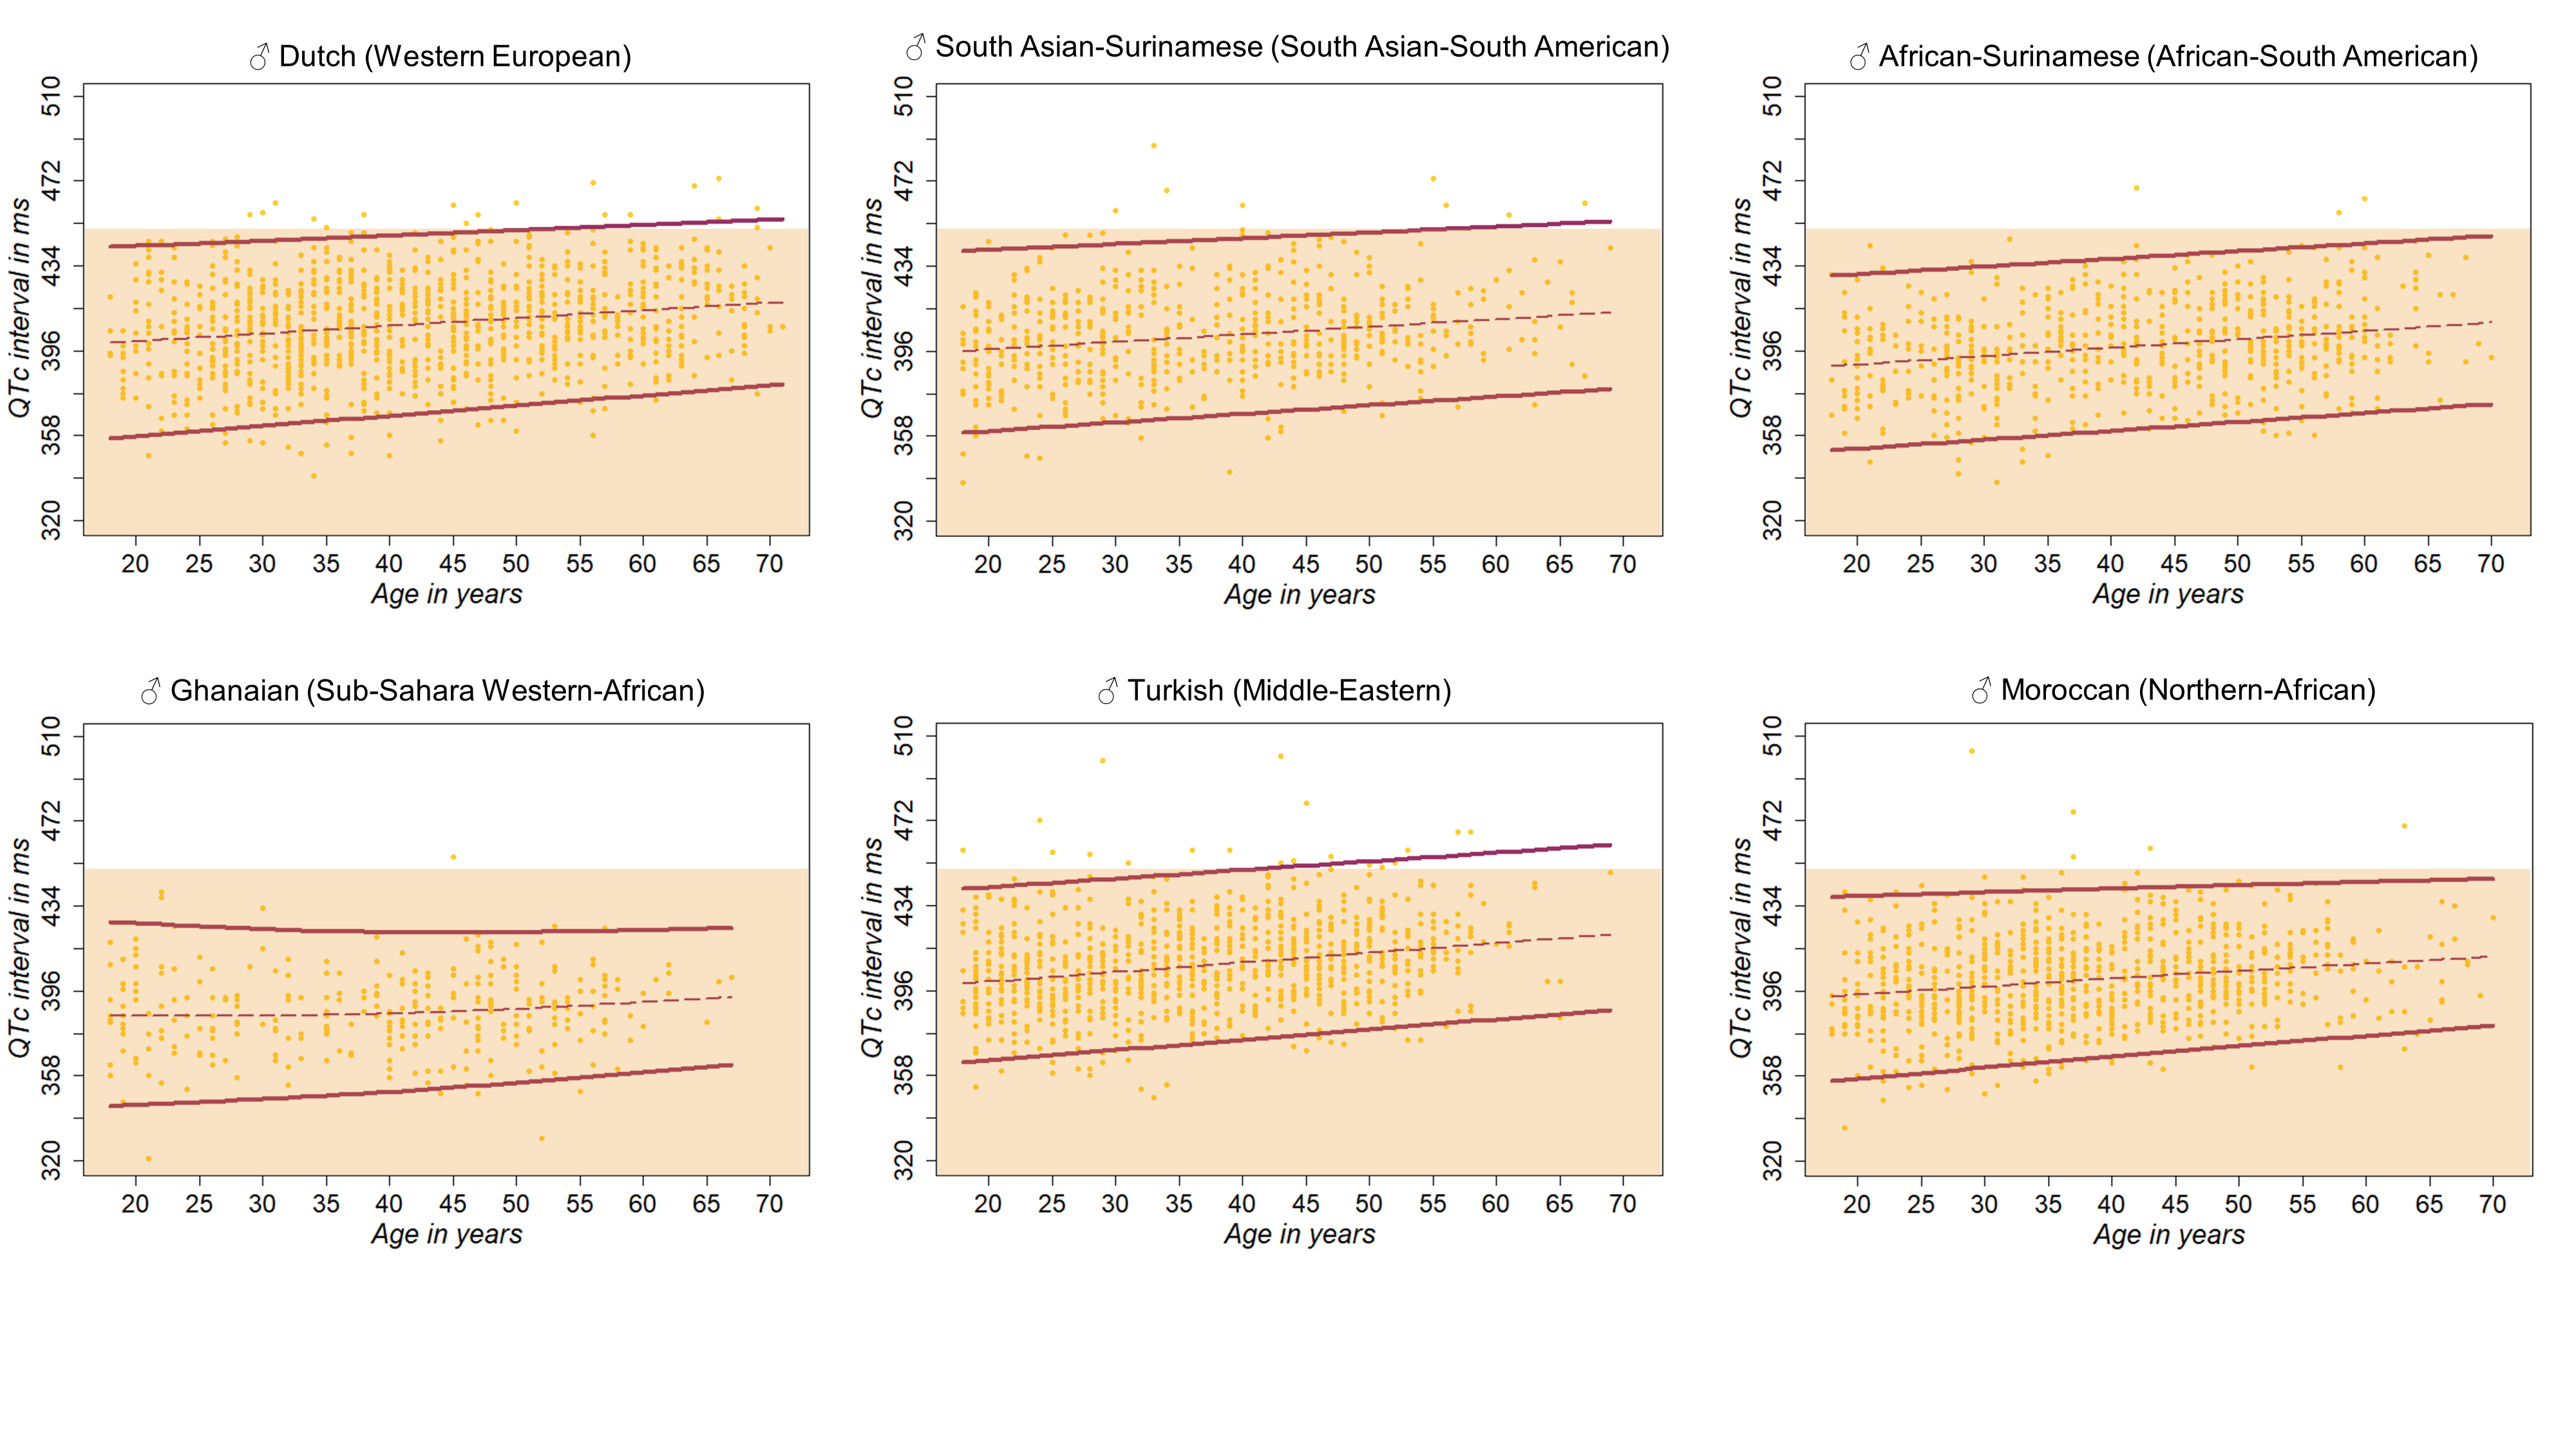 ♂ Dutch (Western European)
510
472
434
396
358
320
QTc interval in ms
20 25 30 35 40 45 50 55 60 65 70
Age in years
♂ South Asian-Surinamese (South Asian-South American)
510
472
434
396
358
320
QTc interval in ms
20 25 30 35 40 45 50 55 60 65 70
Age in years
♂ African-Surinamese (African-South American)
510
472
434
396
358
320
QTc interval in ms
20 25 30 35 40 45 50 55 60 65 70
Age in years
♂ Ghanaian (Sub-Sahara Western-African)
510
472
434
396
358
320
QTc interval in ms
20 25 30 35 40 45 50 55 60 65 70
Age in years
♂ Turkish (Middle-Eastern)
510
472
434
396
358
320
QTc interval in ms
20 25 30 35 40 45 50 55 60 65 70
Age in years
♂ Moroccan (Northern-African)
510
472
434
396
358
320
QTc interval in ms
20 25 30 35 40 45 50 55 60 65 70
Age in years